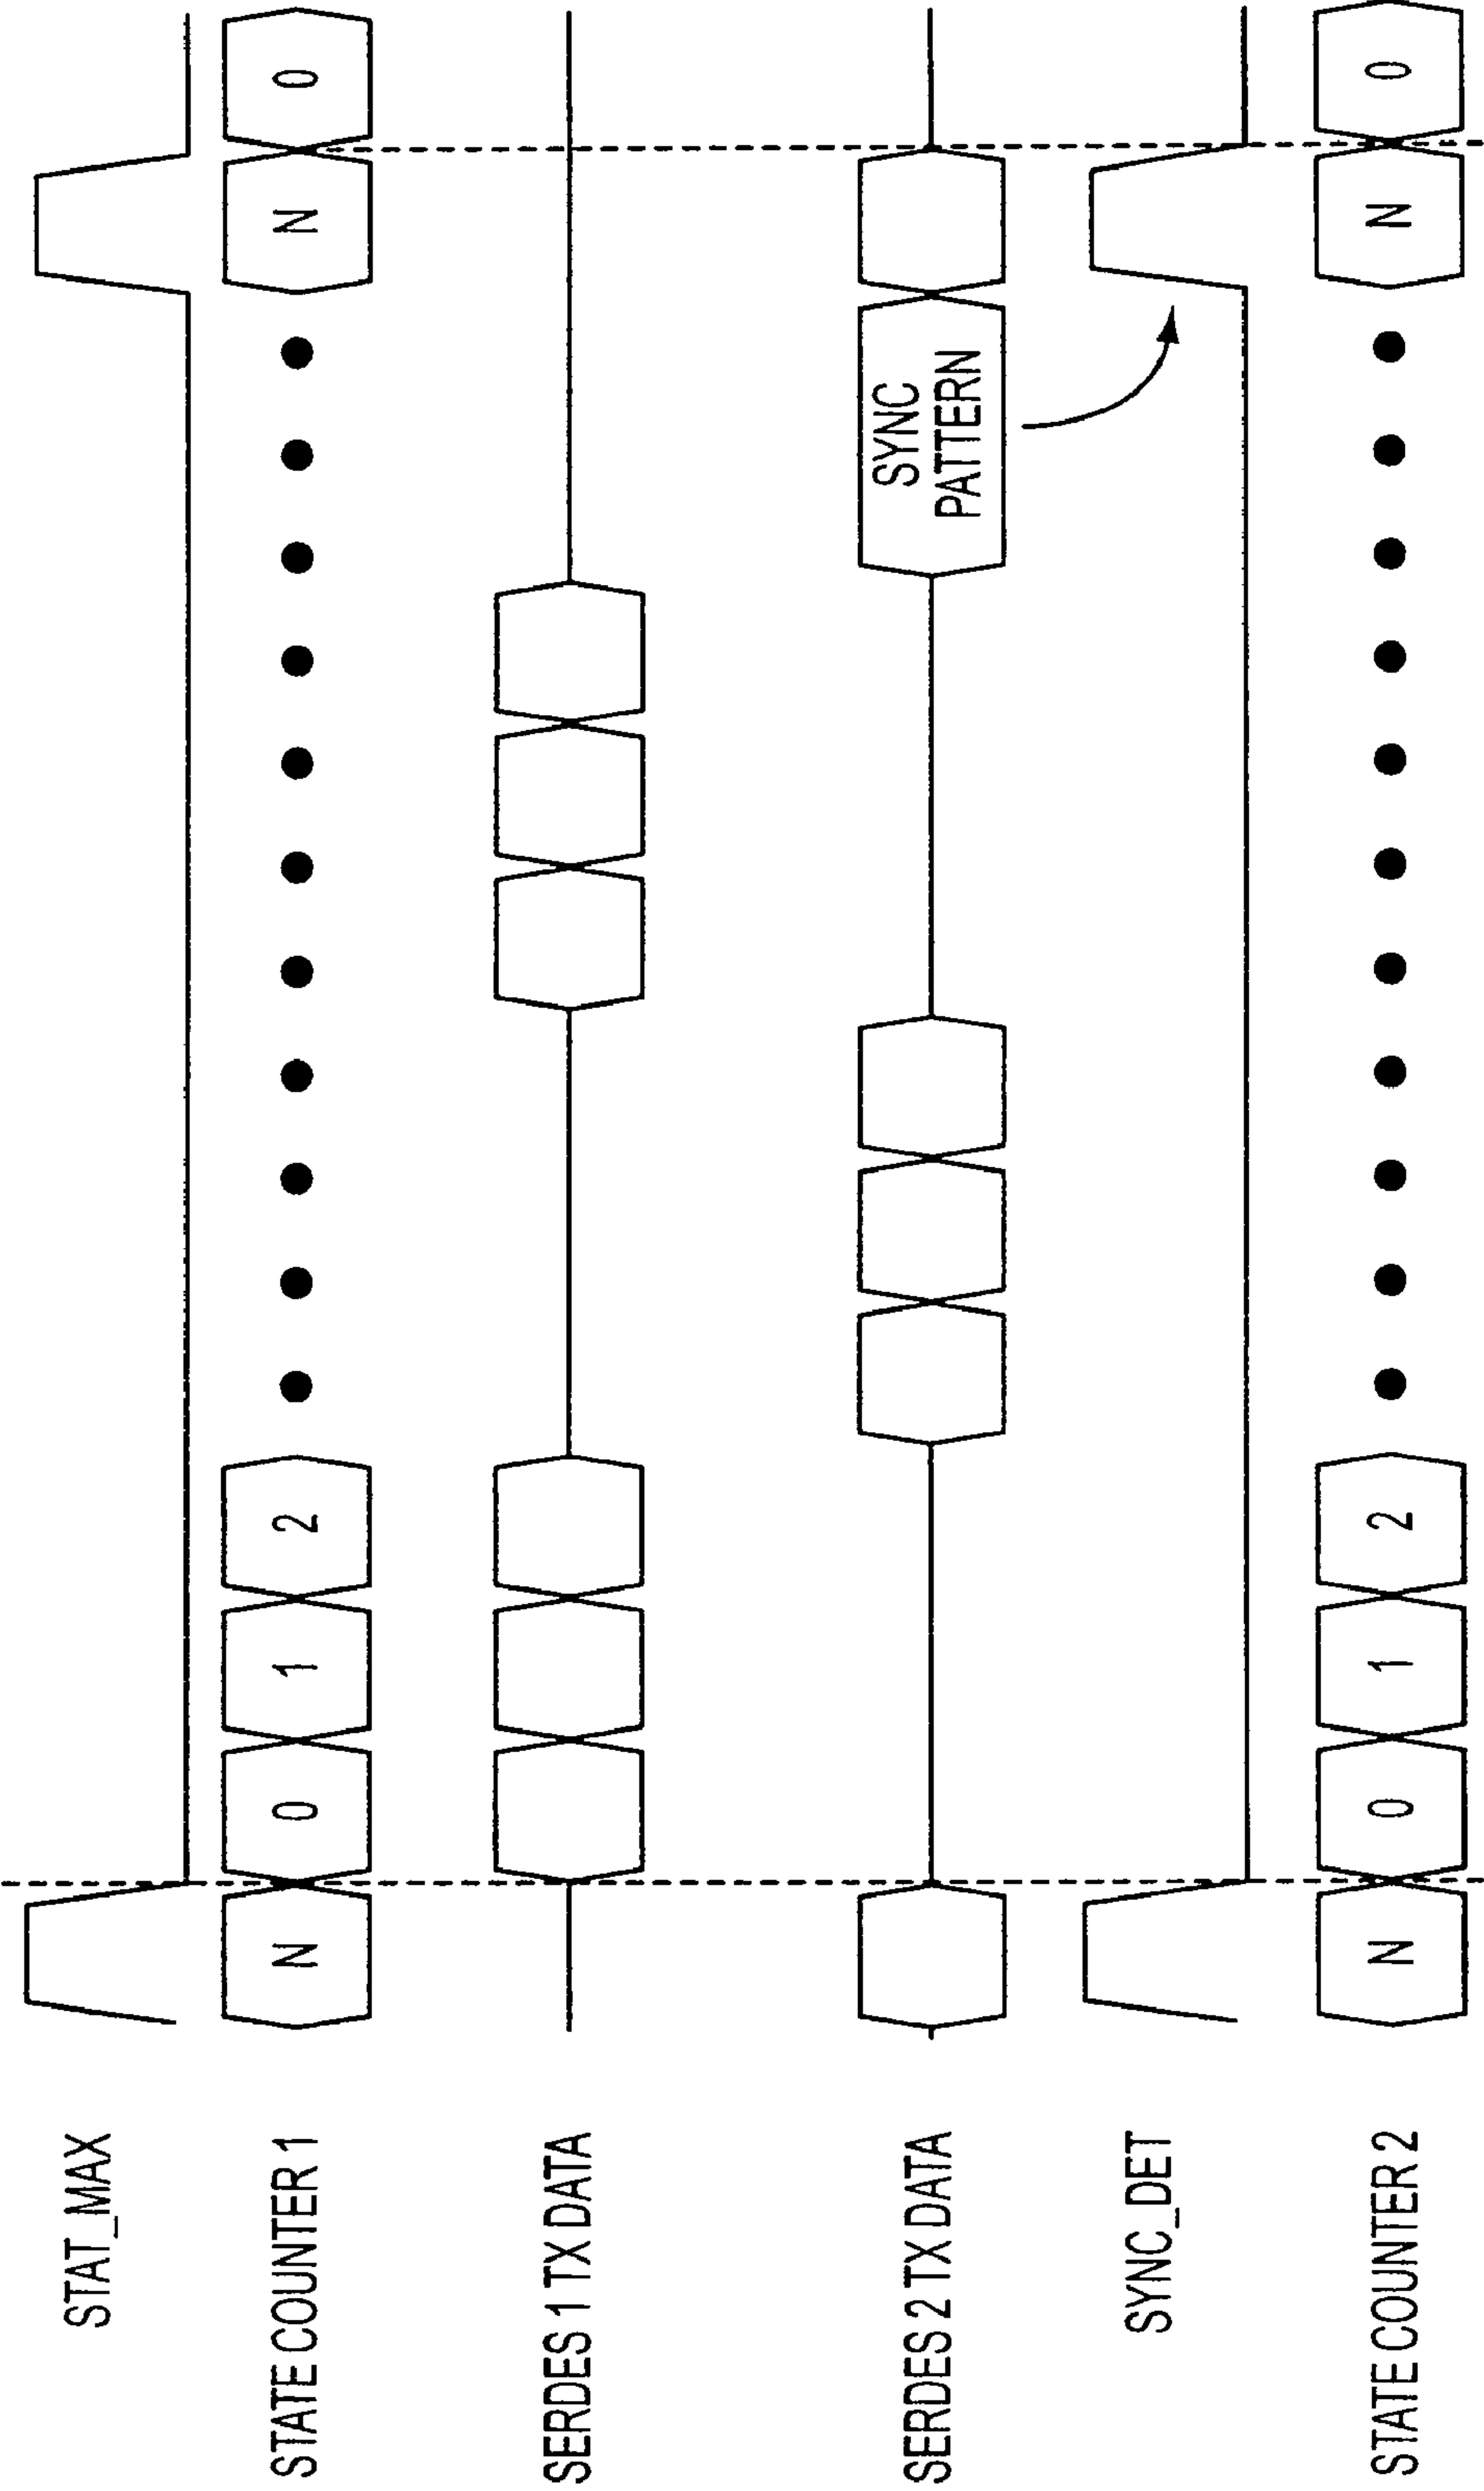 STAT_MAX
STATE COUNTER 1
N
0
1
2
N
0
SERDES 1 TX DATA
SERDES 2 TX DATA
SYNC
PATTERN
SYNC_DET
STATE COUNTER 2
N
0
1
2
N
0